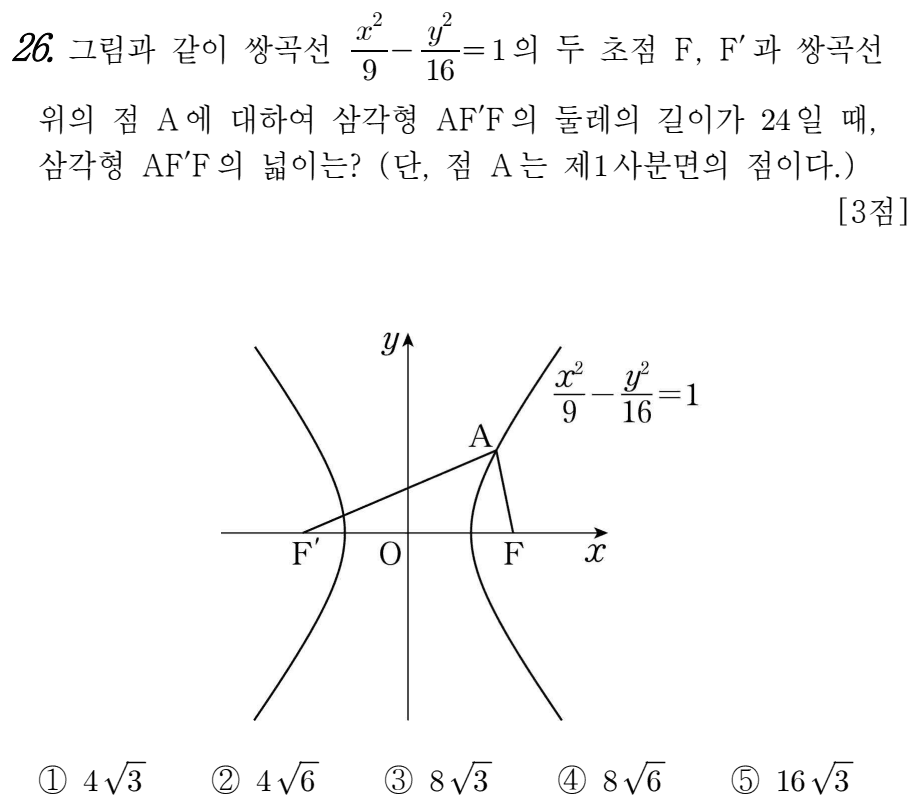 26. 그림과 같이 쌍곡선 x²/9 − y²/16 = 1의 두 초점 F, F′과 쌍곡선
위의 점 A에 대하여 삼각형 AF′F의 둘레의 길이가 24일 때,
삼각형 AF′F의 넓이는? (단, 점 A는 제1사분면의 점이다.)
[3점]
y
x²/9 − y²/16 = 1
A
F′ O F x
① 4√3 ② 4√6 ③ 8√3 ④ 8√6 ⑤ 16√3